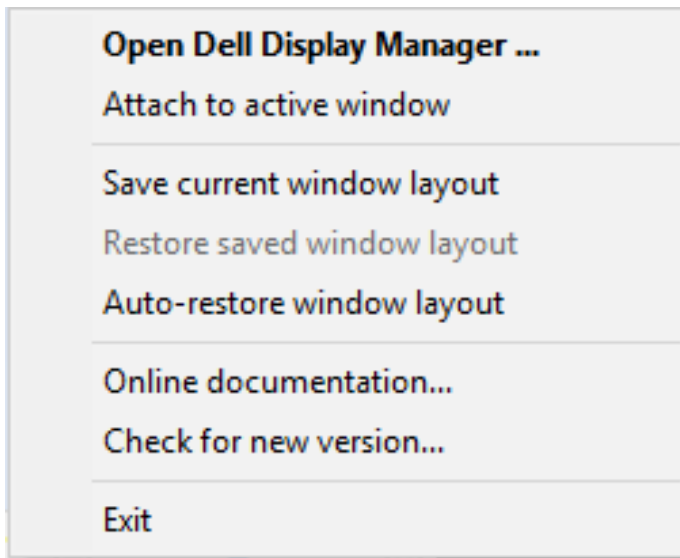 Open Dell Display Manager ...
Attach to active window
Save current window layout
Restore saved window layout
Auto-restore window layout
Online documentation...
Check for new version...
Exit